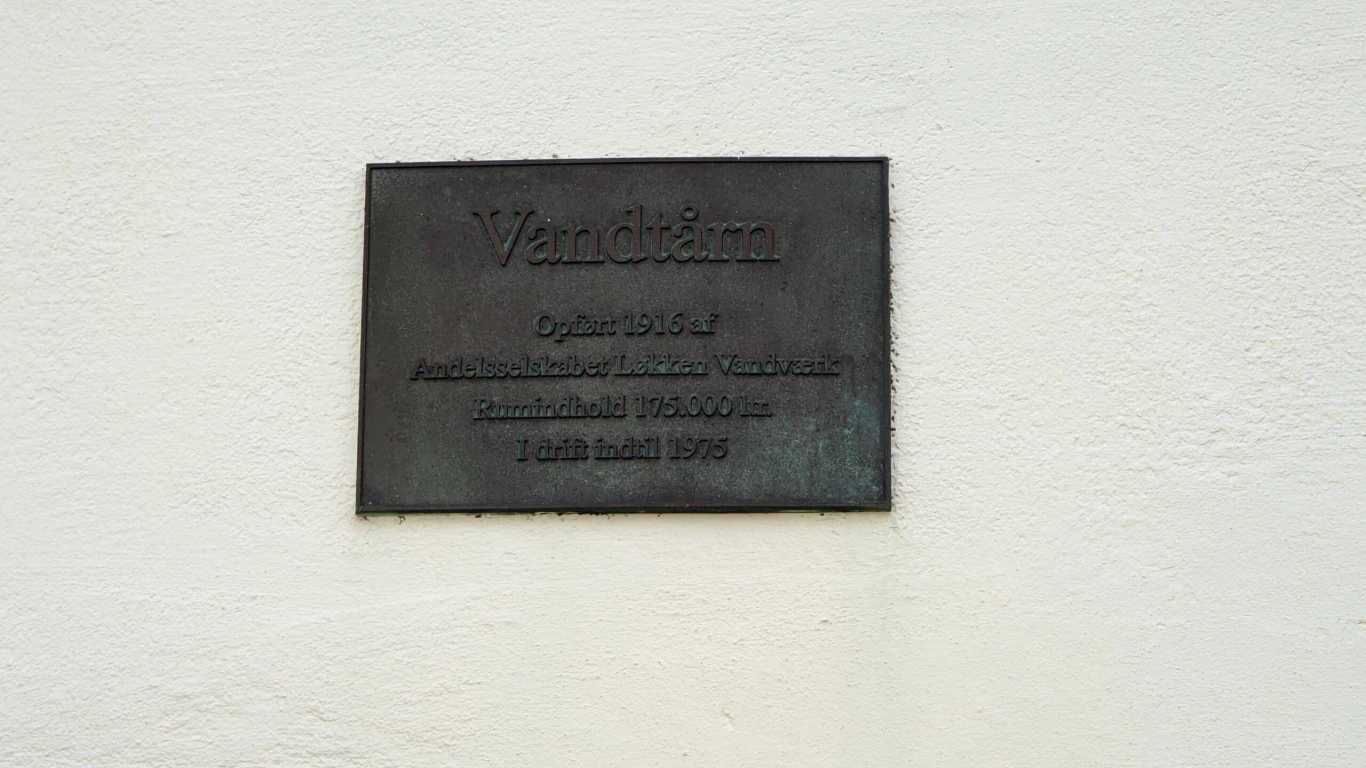 Vandtårn
Opført 1916 af
Andelsselskabet Løkken Vandværk
Rumindhold 175.000 ltr.
I drift indtil 1975